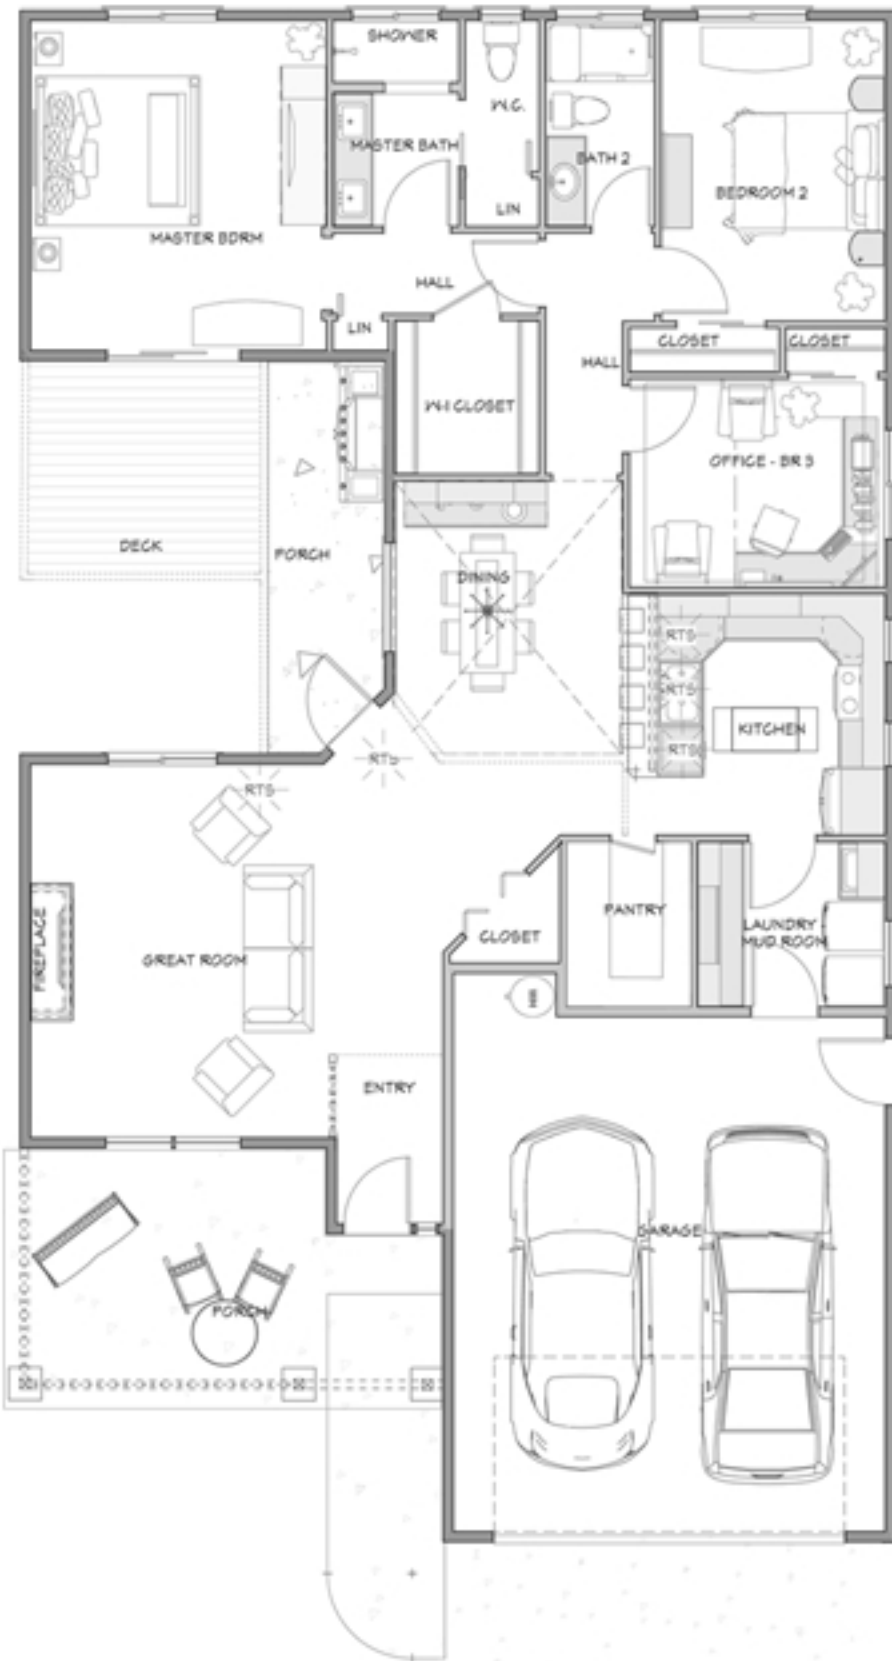 SHOWER
W.C.
MASTER BATH
BATH 2
BEDROOM 2
LIN
MASTER BDRM
HALL
LIN
CLOSET
CLOSET
HALL
W-I CLOSET
OFFICE - BR 3
DECK
PORCH
DINING
RTS
RTS
KITCHEN
RTS
RTS
RTS
FIREPLACE
GREAT ROOM
CLOSET
PANTRY
LAUNDRY
MUD ROOM
ENTRY
GARAGE
PORCH